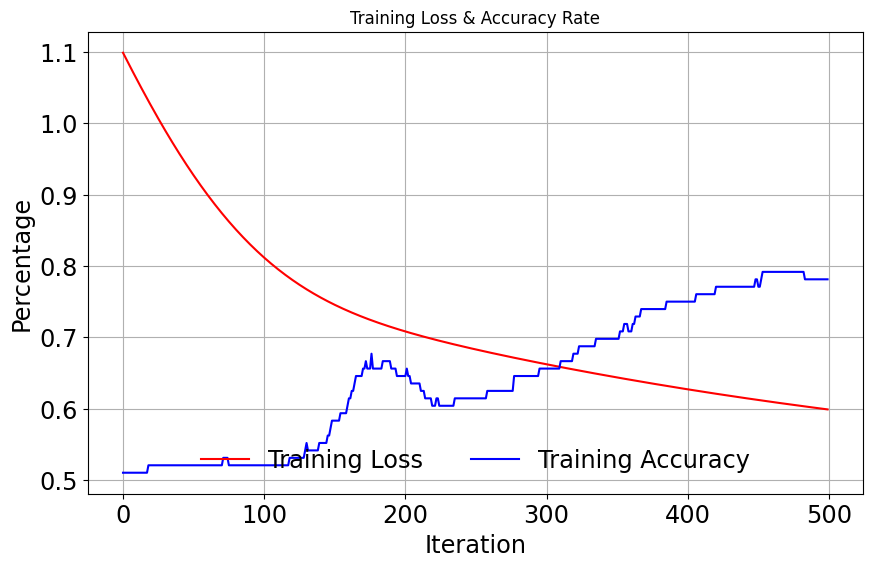 Training Loss & Accuracy Rate
1.1
1.0
0.9
0.8
0.7
0.6
0.5
Percentage
Training Loss
Training Accuracy
0 100 200 300 400 500
Iteration